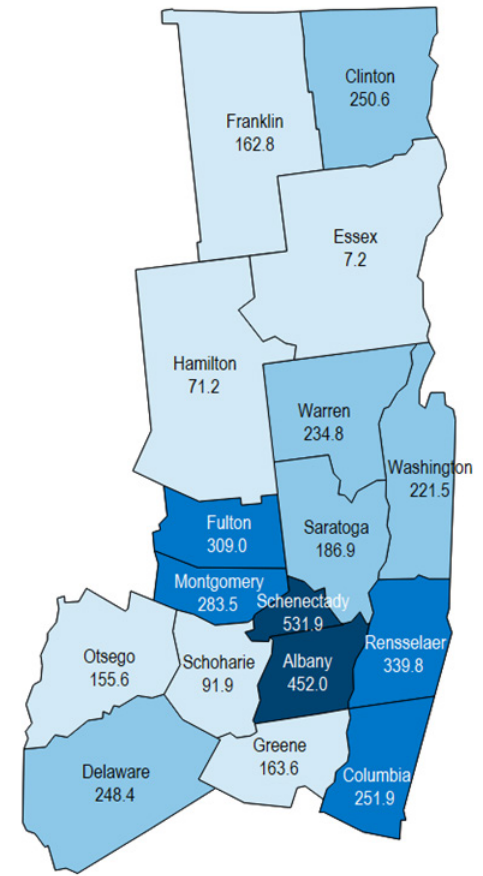 Clinton
250.6
Franklin
162.8
Essex
7.2
Hamilton
71.2
Warren
234.8
Washington
221.5
Fulton
309.0
Saratoga
186.9
Montgomery
283.5
Schenectady
531.9
Rensselaer
339.8
Otsego
155.6
Schoharie
91.9
Albany
452.0
Greene
163.6
Delaware
248.4
Columbia
251.9